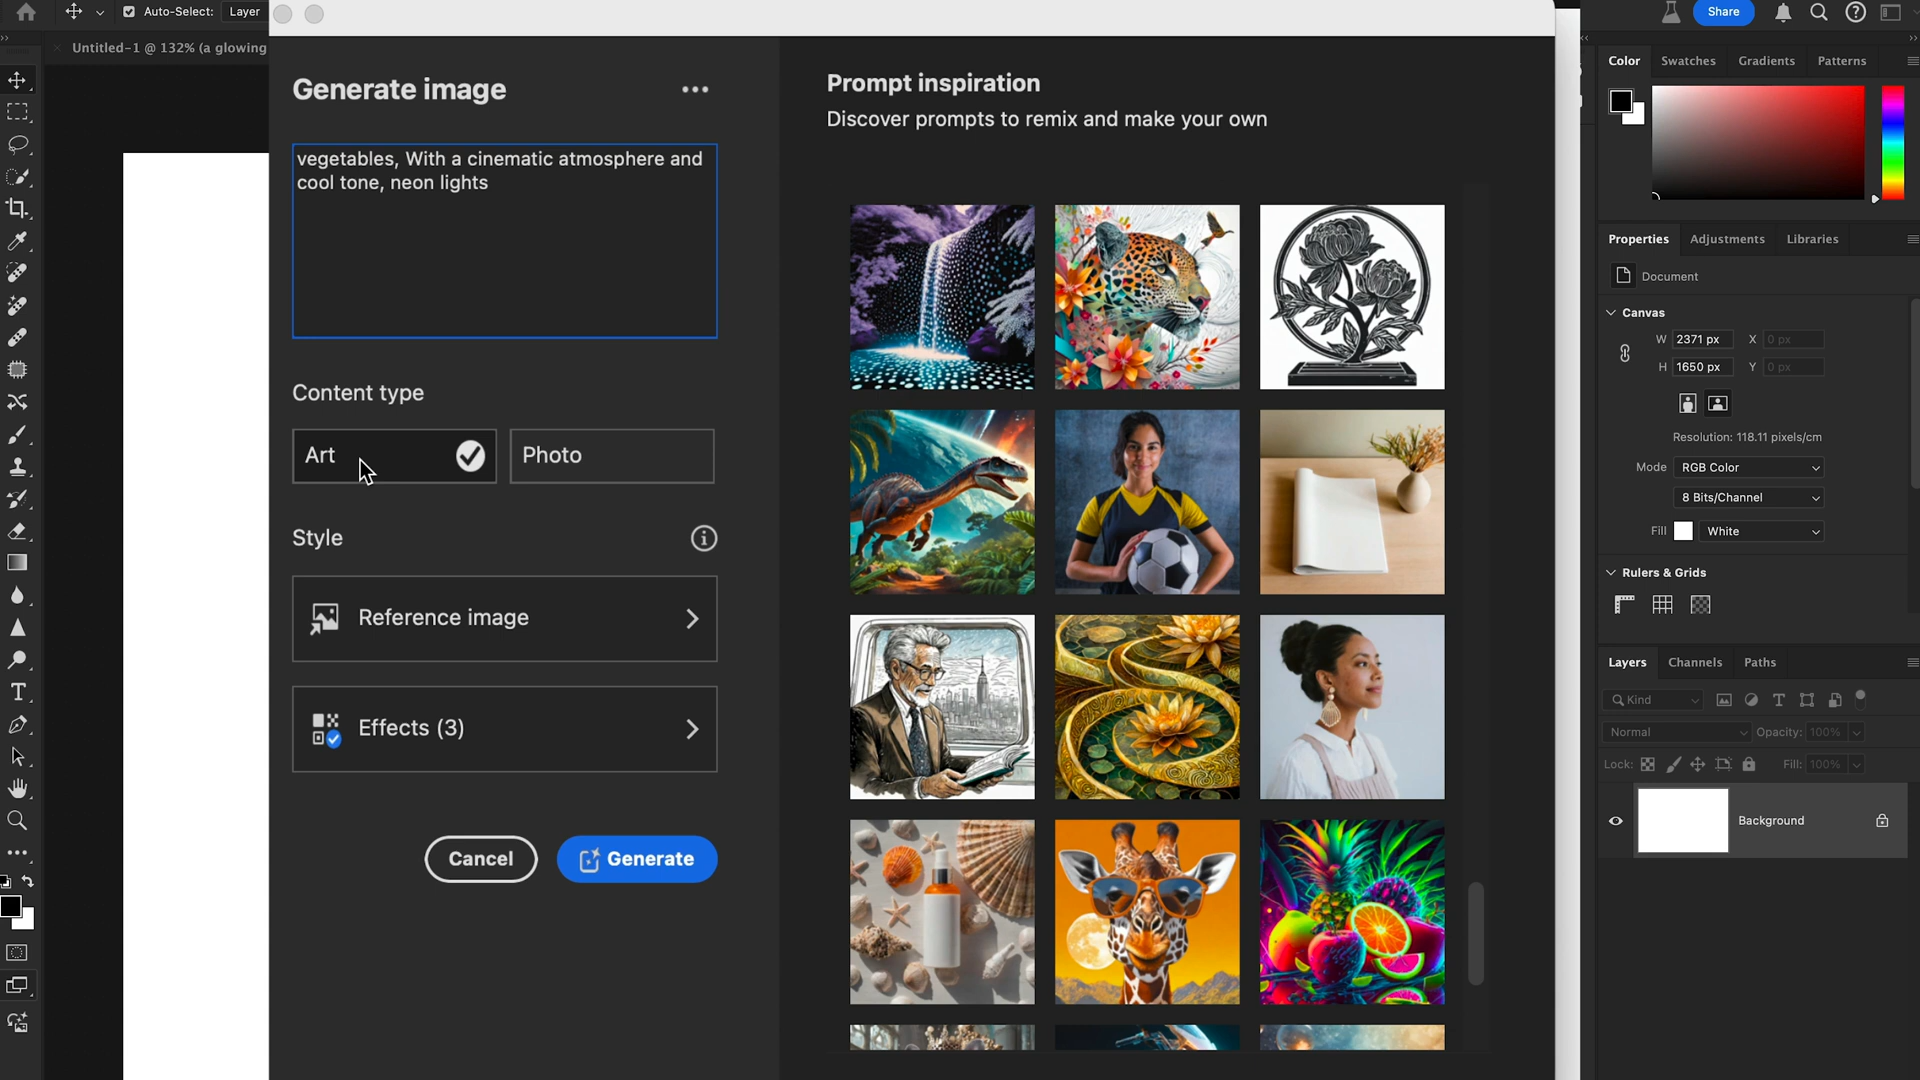 Auto-Select:
Layer
Share
Untitled-1 @ 132% (a glowing
Generate image
vegetables, With a cinematic atmosphere and
cool tone, neon lights
Content type
Art
Photo
Style
Reference image
Effects (3)
Cancel
Generate
Prompt inspiration
Discover prompts to remix and make your own
Color
Swatches
Gradients
Patterns
Properties
Adjustments
Libraries
Document
Canvas
W 2371 px X 0 px
H 1650 px Y 0 px
Resolution: 118.11 pixels/cm
Mode RGB Color
8 Bits/Channel
Fill White
Rulers & Grids
Layers
Channels
Paths
Kind
Normal
Opacity: 100%
Lock:
Fill: 100%
Background